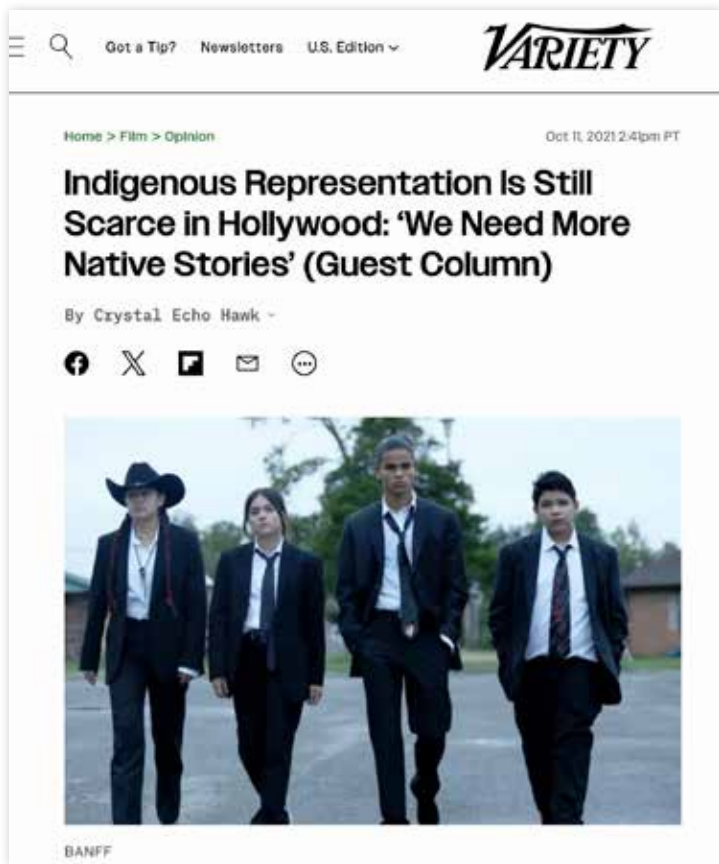 Got a Tip? Newsletters U.S. Edition VARIETY
Home > Film > Opinion Oct 11, 2021 2:41pm PT
Indigenous Representation Is Still
Scarce in Hollywood: ‘We Need More
Native Stories’ (Guest Column)
By Crystal Echo Hawk
BANFF